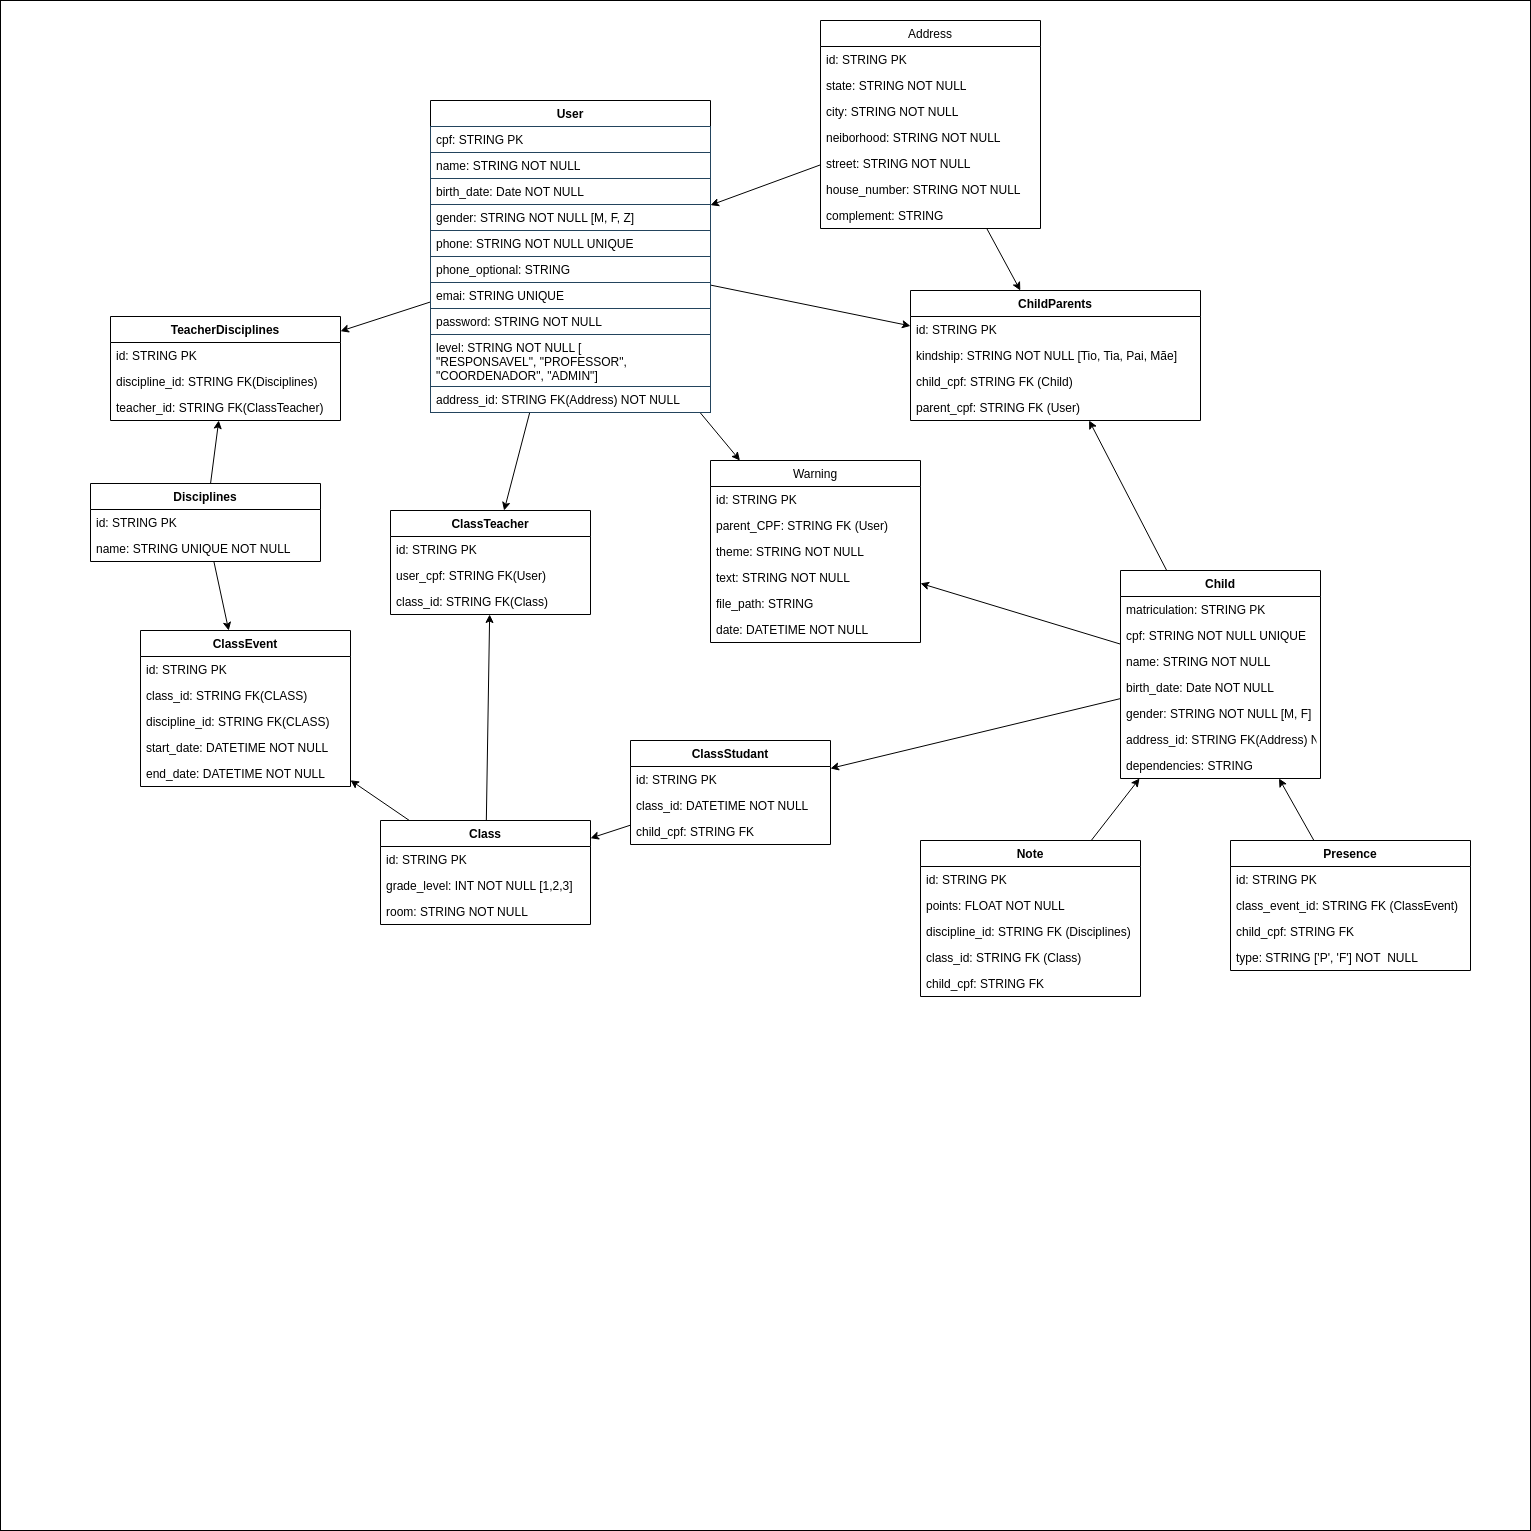 Address
id: STRING PK
state: STRING NOT NULL
city: STRING NOT NULL
neiborhood: STRING NOT NULL
street: STRING NOT NULL
house_number: STRING NOT NULL
complement: STRING
User
cpf: STRING PK
name: STRING NOT NULL
birth_date: Date NOT NULL
gender: STRING NOT NULL [M, F, Z]
phone: STRING NOT NULL UNIQUE
phone_optional: STRING
emai: STRING UNIQUE
password: STRING NOT NULL
level: STRING NOT NULL [
"RESPONSAVEL", "PROFESSOR",
"COORDENADOR", "ADMIN"]
address_id: STRING FK(Address) NOT NULL
ChildParents
id: STRING PK
kindship: STRING NOT NULL [Tio, Tia, Pai, Mãe]
child_cpf: STRING FK (Child)
parent_cpf: STRING FK (User)
TeacherDisciplines
id: STRING PK
discipline_id: STRING FK(Disciplines)
teacher_id: STRING FK(ClassTeacher)
Disciplines
id: STRING PK
name: STRING UNIQUE NOT NULL
ClassTeacher
id: STRING PK
user_cpf: STRING FK(User)
class_id: STRING FK(Class)
Warning
id: STRING PK
parent_CPF: STRING FK (User)
theme: STRING NOT NULL
text: STRING NOT NULL
file_path: STRING
date: DATETIME NOT NULL
Child
matriculation: STRING PK
cpf: STRING NOT NULL UNIQUE
name: STRING NOT NULL
birth_date: Date NOT NULL
gender: STRING NOT NULL [M, F]
address_id: STRING FK(Address) N
dependencies: STRING
ClassEvent
id: STRING PK
class_id: STRING FK(CLASS)
discipline_id: STRING FK(CLASS)
start_date: DATETIME NOT NULL
end_date: DATETIME NOT NULL
ClassStudant
id: STRING PK
class_id: DATETIME NOT NULL
child_cpf: STRING FK
Class
id: STRING PK
grade_level: INT NOT NULL [1,2,3]
room: STRING NOT NULL
Note
id: STRING PK
points: FLOAT NOT NULL
discipline_id: STRING FK (Disciplines)
class_id: STRING FK (Class)
child_cpf: STRING FK
Presence
id: STRING PK
class_event_id: STRING FK (ClassEvent)
child_cpf: STRING FK
type: STRING ['P', 'F'] NOT  NULL